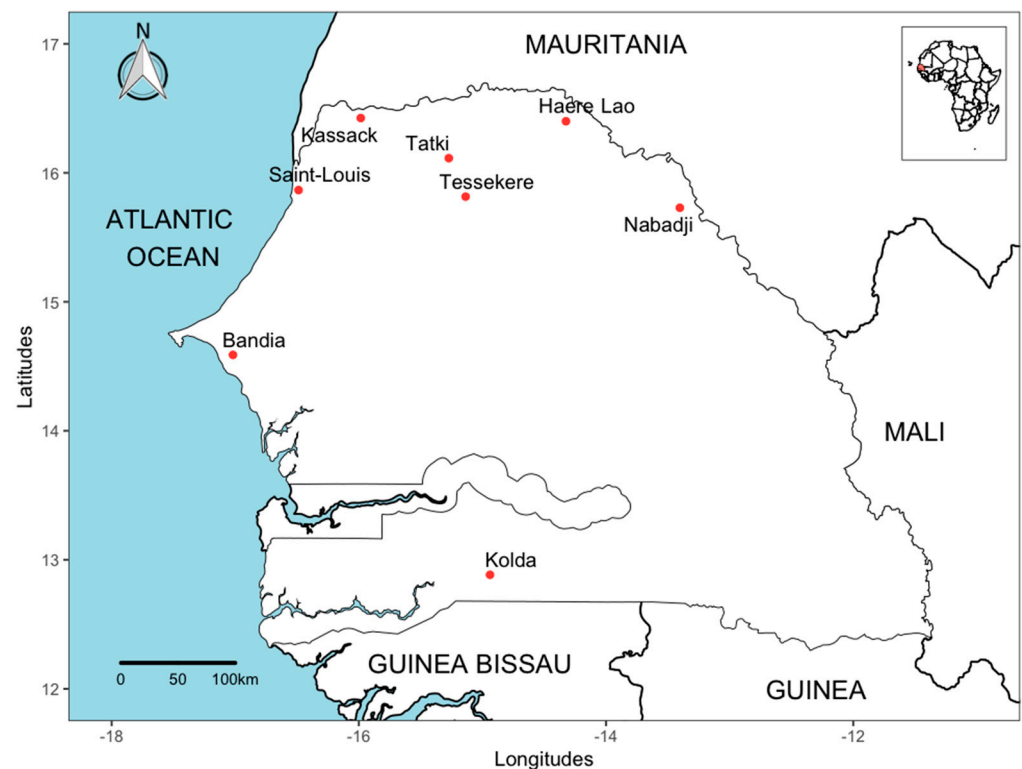 N
17
MAURITANIA
Haere Lao
Kassack
Tatki
16
Saint-Louis
Tessekere
ATLANTIC
OCEAN
Nabadji
15
Bandia
Latitudes
14
MALI
13
Kolda
GUINEA BISSAU
0 50 100km
12
GUINEA
-18 -16 -14 -12
Longitudes